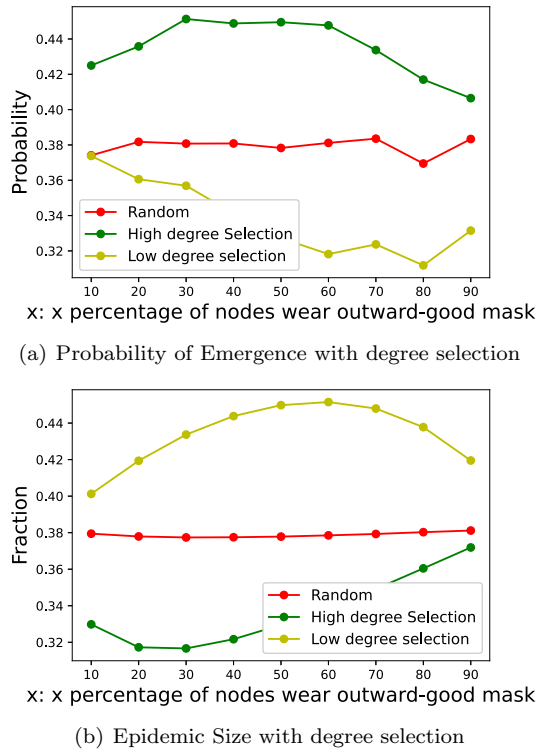 0.44
0.42
0.40
0.38
0.36
0.34
0.32
Probability
Random
High degree Selection
Low degree selection
10 20 30 40 50 60 70 80 90
x: x percentage of nodes wear outward-good mask
(a) Probability of Emergence with degree selection
0.44
0.42
0.40
0.38
0.36
0.34
0.32
Fraction
Random
High degree Selection
Low degree selection
10 20 30 40 50 60 70 80 90
x: x percentage of nodes wear outward-good mask
(b) Epidemic Size with degree selection